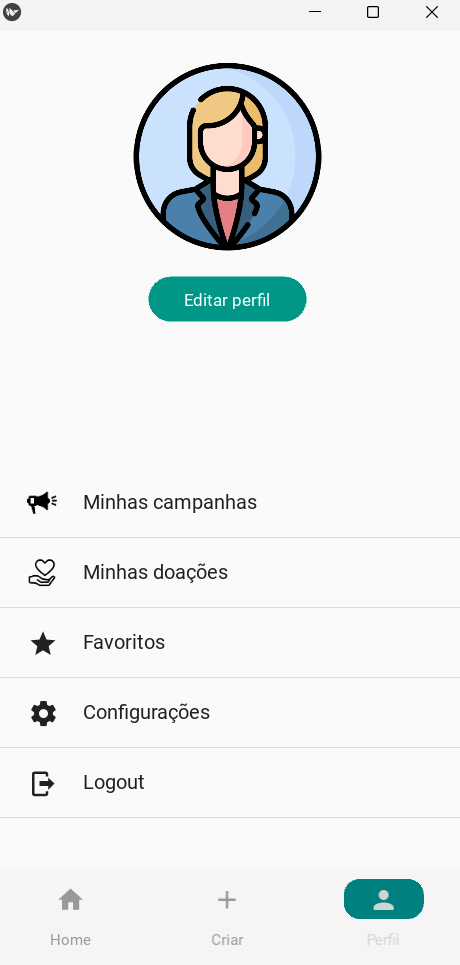 Editar perfil
Minhas campanhas
Minhas doações
Favoritos
Configurações
Logout
Home
Criar
Perfil